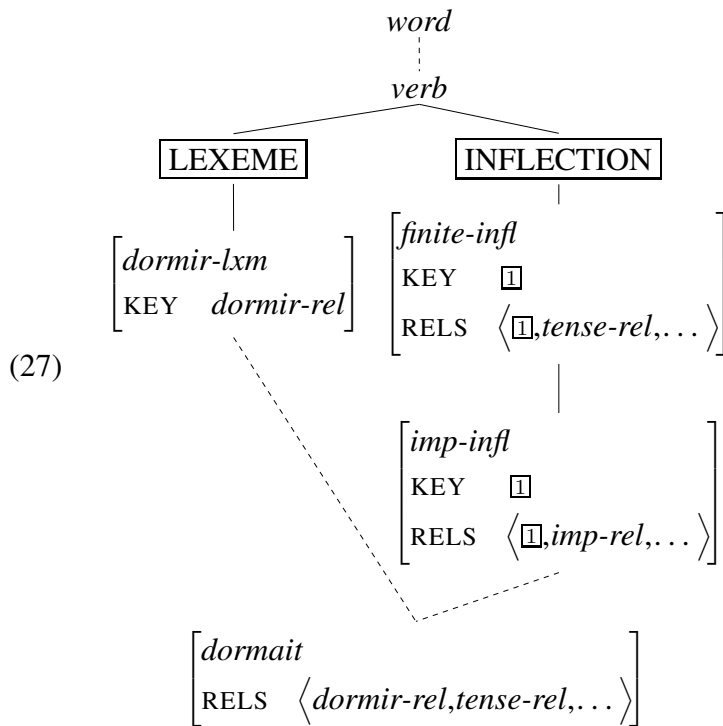 word
verb
LEXEME INFLECTION
dormir-lxm
KEY dormir-rel
finite-infl
KEY 1
RELS ⟨1,tense-rel,...⟩
(27)
imp-infl
KEY 1
RELS ⟨1,imp-rel,...⟩
dormait
RELS ⟨dormir-rel,tense-rel,...⟩